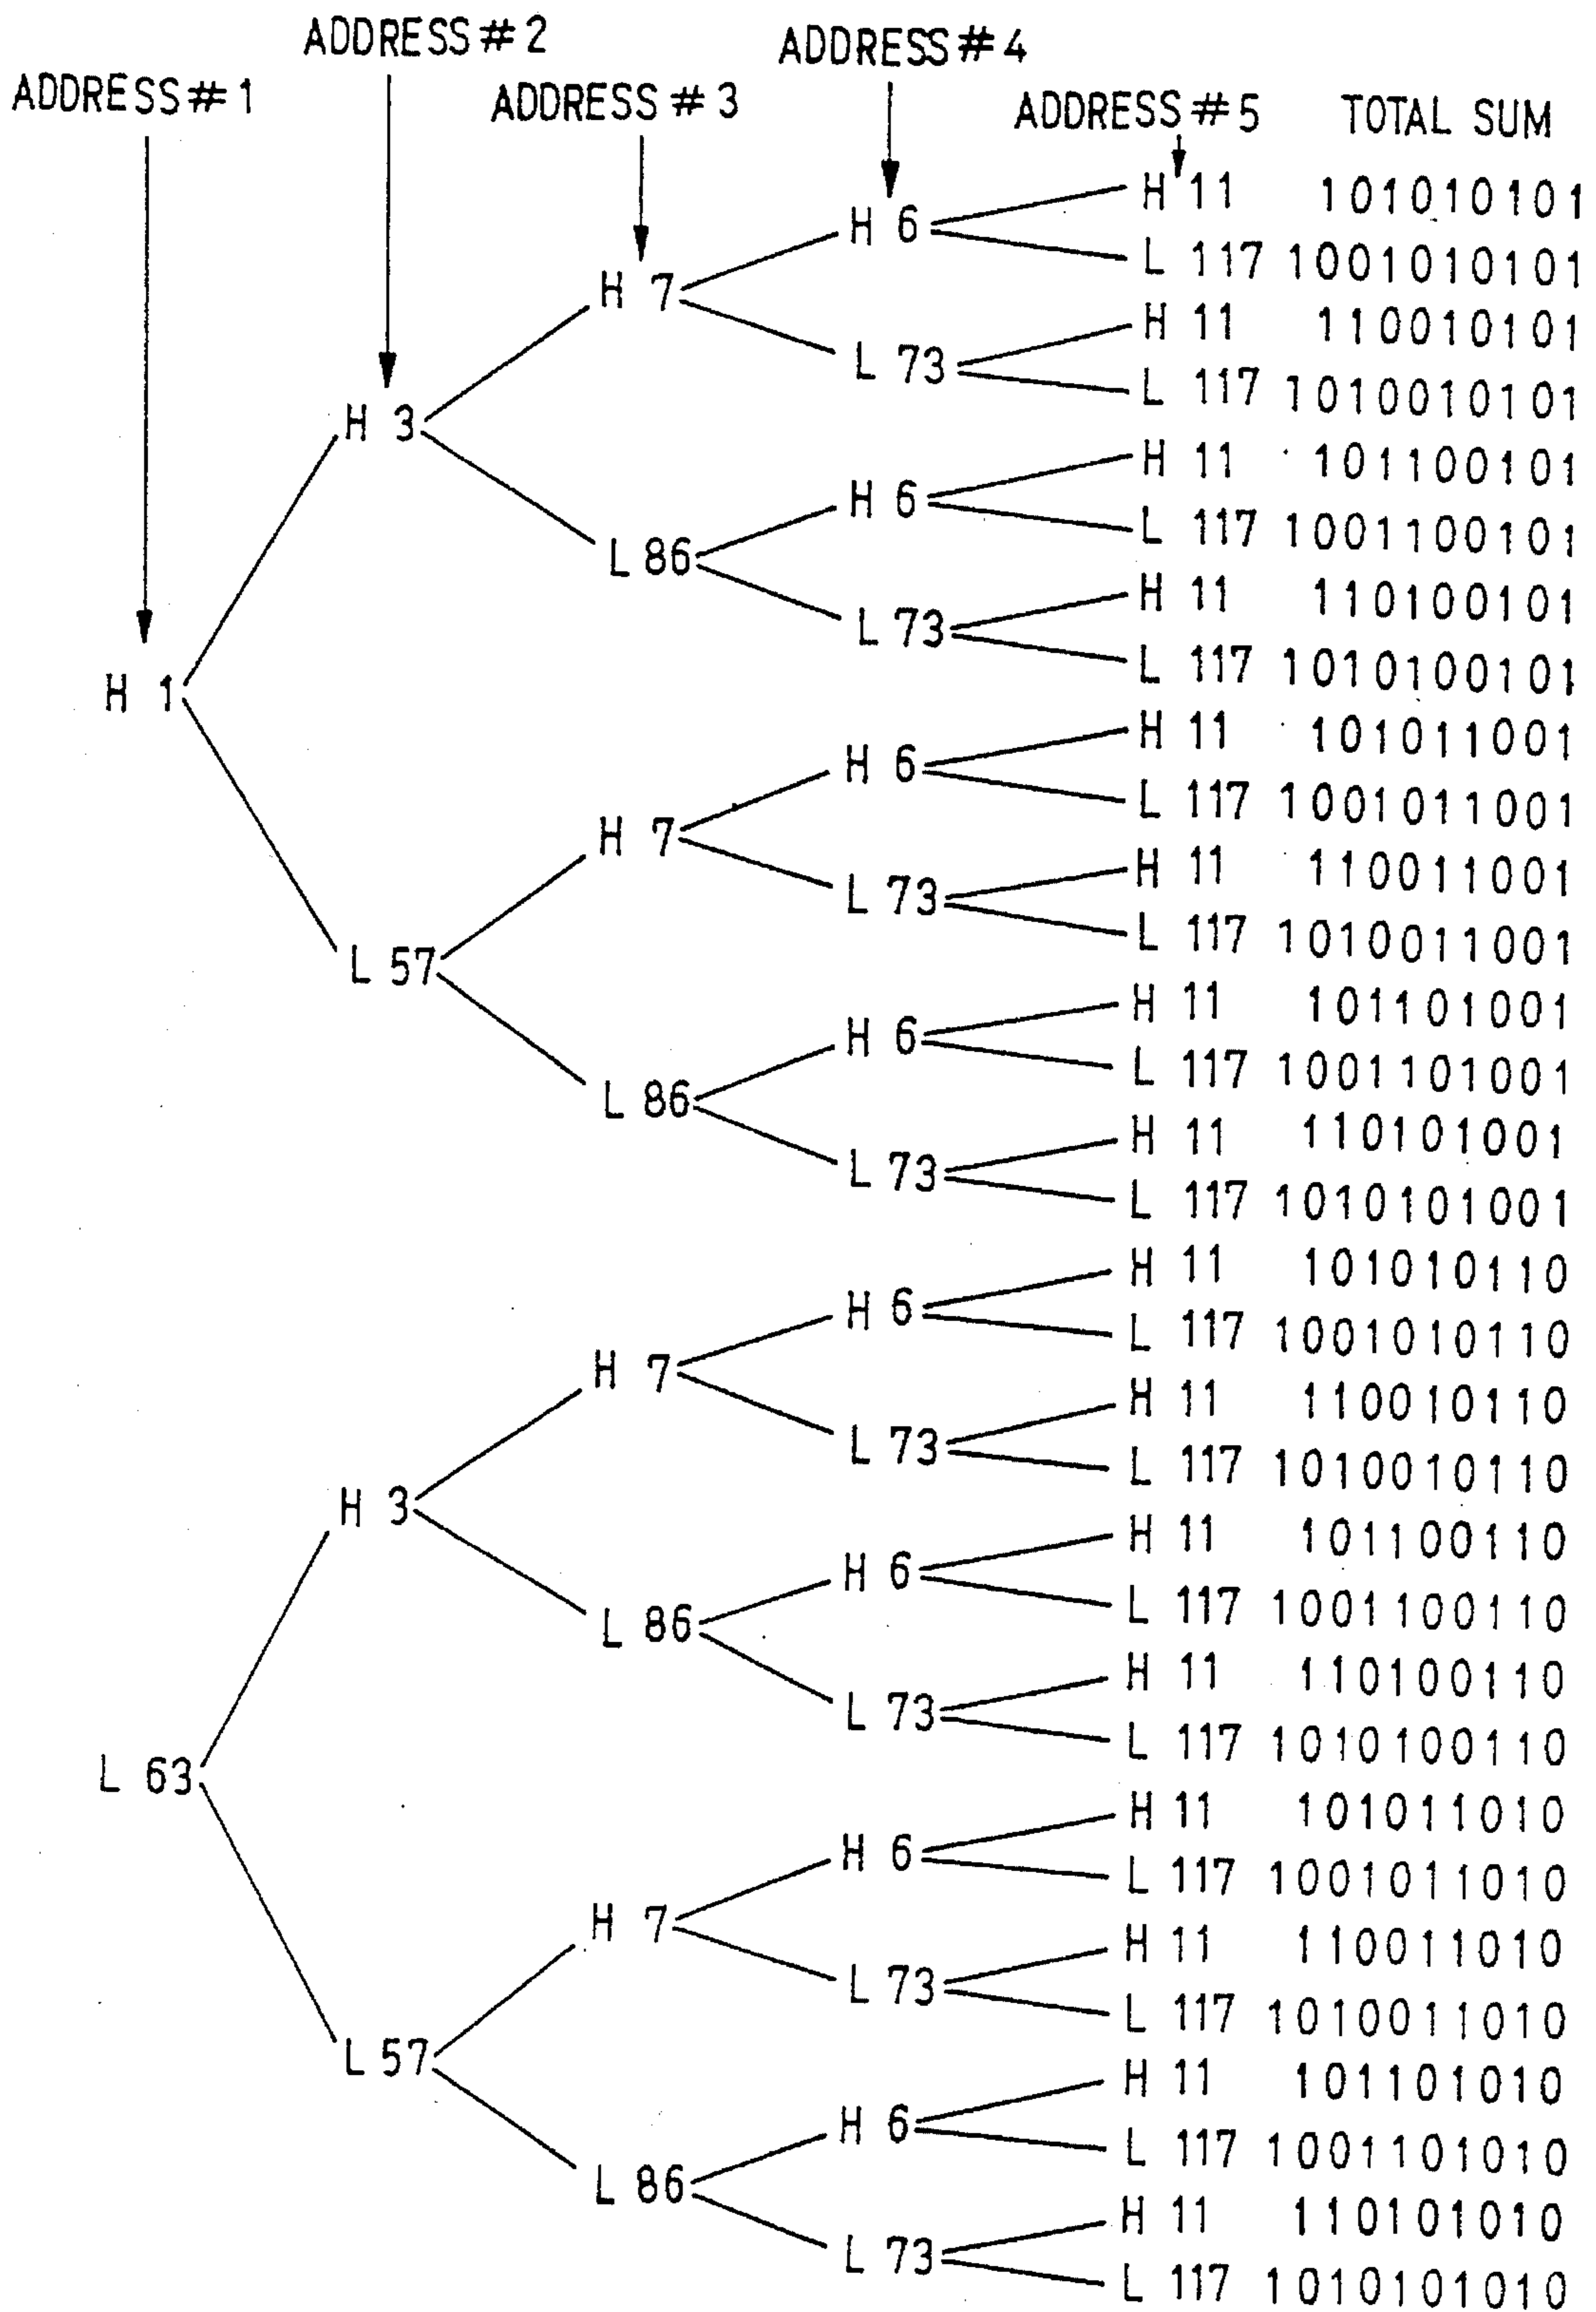 ADDRESS # 2
ADDRESS # 4
ADDRESS # 1
ADDRESS # 3
ADDRESS # 5 TOTAL SUM
H 11 101010101
H 6
L 117 1001010101
H 7
H 11 110010101
L 73
L 117 1010010101
H 3
H 11 101100101
H 6
L 117 1001100101
L 86
H 11 110100101
L 73
L 117 1010100101
H 1
H 11 101011001
H 6
L 117 1001011001
H 7
H 11 110011001
L 73
L 117 1010011001
L 57
H 11 101101001
H 6
L 117 1001101001
L 86
H 11 110101001
L 73
L 117 1010101001
H 11 101010110
H 6
L 117 1001010110
H 7
H 11 110010110
L 73
L 117 1010010110
H 3
H 11 101100110
H 6
L 117 1001100110
L 86
H 11 110100110
L 73
L 117 1010100110
L 63
H 11 101011010
H 6
L 117 1001011010
H 7
H 11 110011010
L 73
L 117 1010011010
L 57
H 11 101101010
H 6
L 117 1001101010
L 86
H 11 110101010
L 73
L 117 1010101010